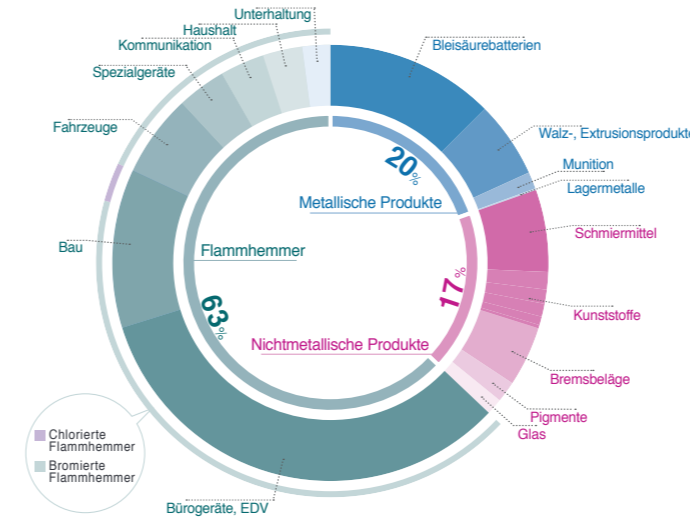 Unterhaltung
Haushalt
Kommunikation
Spezialgeräte
Fahrzeuge
Bau
Bürogeräte, EDV
Bleisäurebatterien
Walz-, Extrusionsprodukte
Munition
Lagermetalle
Schmiermittel
Kunststoffe
Bremsbeläge
Pigmente
Glas
20%
Metallische Produkte
Flammhemmer
63%
17%
Nichtmetallische Produkte
Chlorierte
Flammhemmer
Bromierte
Flammhemmer